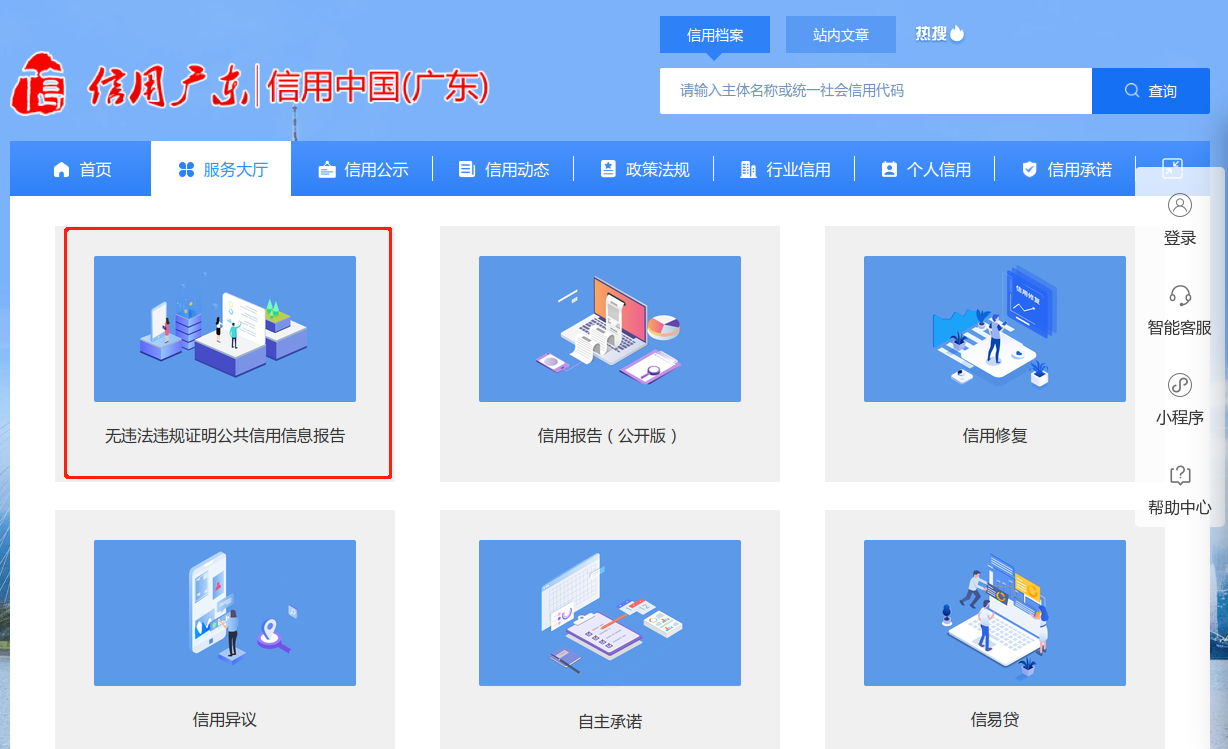 信用档案
站内文章
热搜
信用广东
信用中国(广东)
请输入主体名称或统一社会信用代码
查询
首页
服务大厅
信用公示
信用动态
政策法规
行业信用
个人信用
信用承诺
登录
智能客服
小程序
帮助中心
信用修复
无违法违规证明公共信用信息报告
信用报告（公开版）
信用修复
信用异议
自主承诺
信易贷